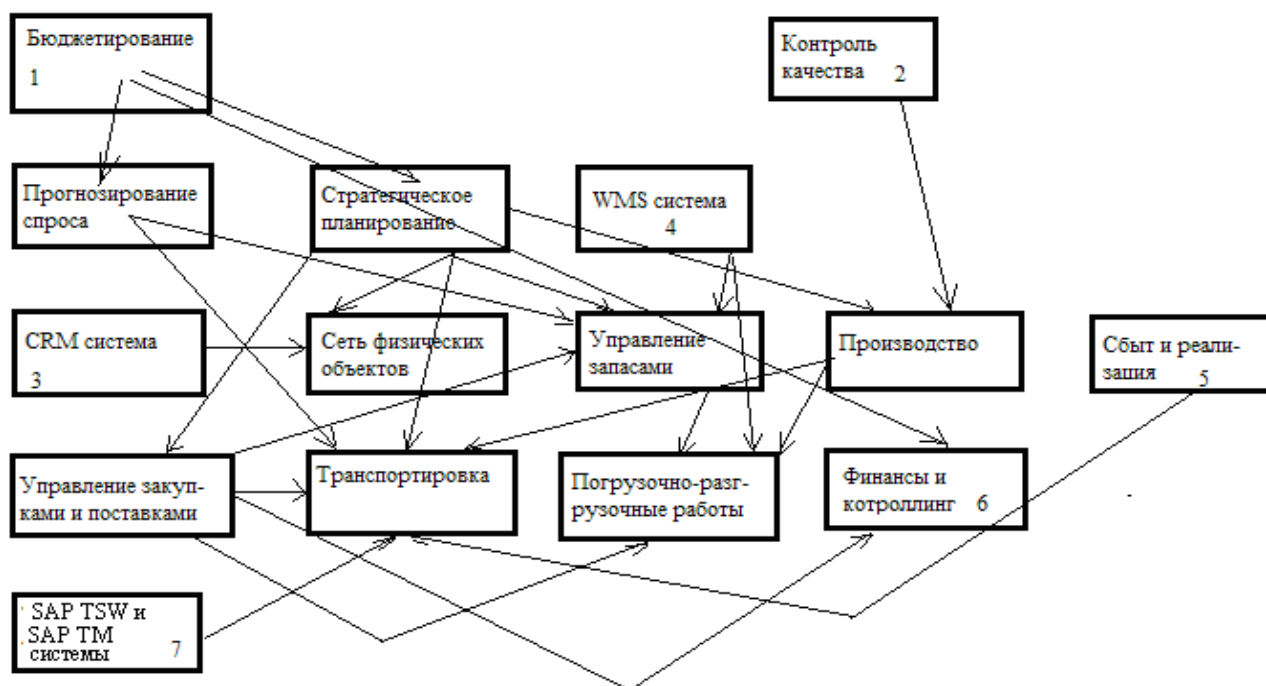 Бюджетирование
1
Контроль
качества 2
Прогнозирование
спроса
Стратегическое
планирование
WMS система
4
CRM система
3
Сеть физических
объектов
Управление
запасами
Производство
Сбыт и реали-
зация 5
Управление закуп-
ками и поставками
Транспортировка
Погрузочно-разг-
рузочные работы
Финансы и
котроллинг 6
SAP TSW и
SAP TM
системы 7